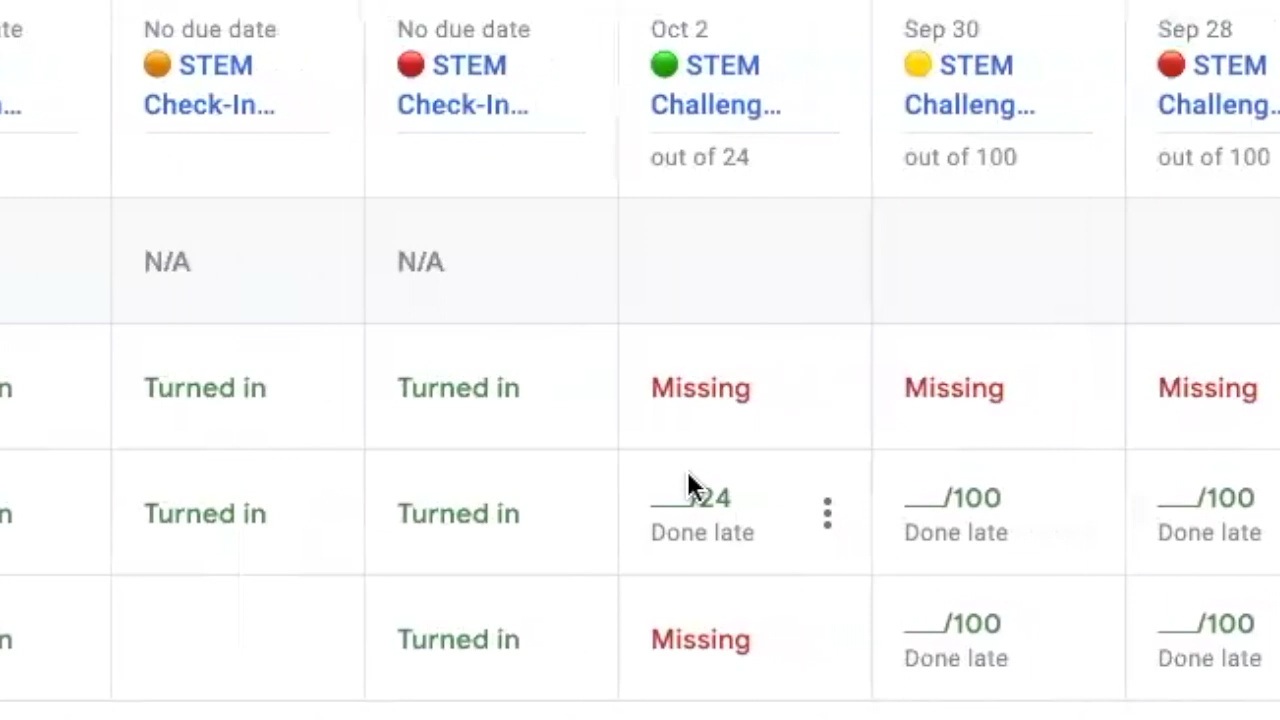 No due date No due date Oct 2 Sep 30 Sep 28
STEM STEM STEM STEM STEM
Check-In... Check-In... Challeng... Challeng... Challeng...
out of 24 out of 100 out of 100
N/A N/A
Turned in Turned in Missing Missing Missing
Turned in Turned in /24 /100 /100
Done late Done late Done late
Turned in Missing /100 /100
Done late Done late